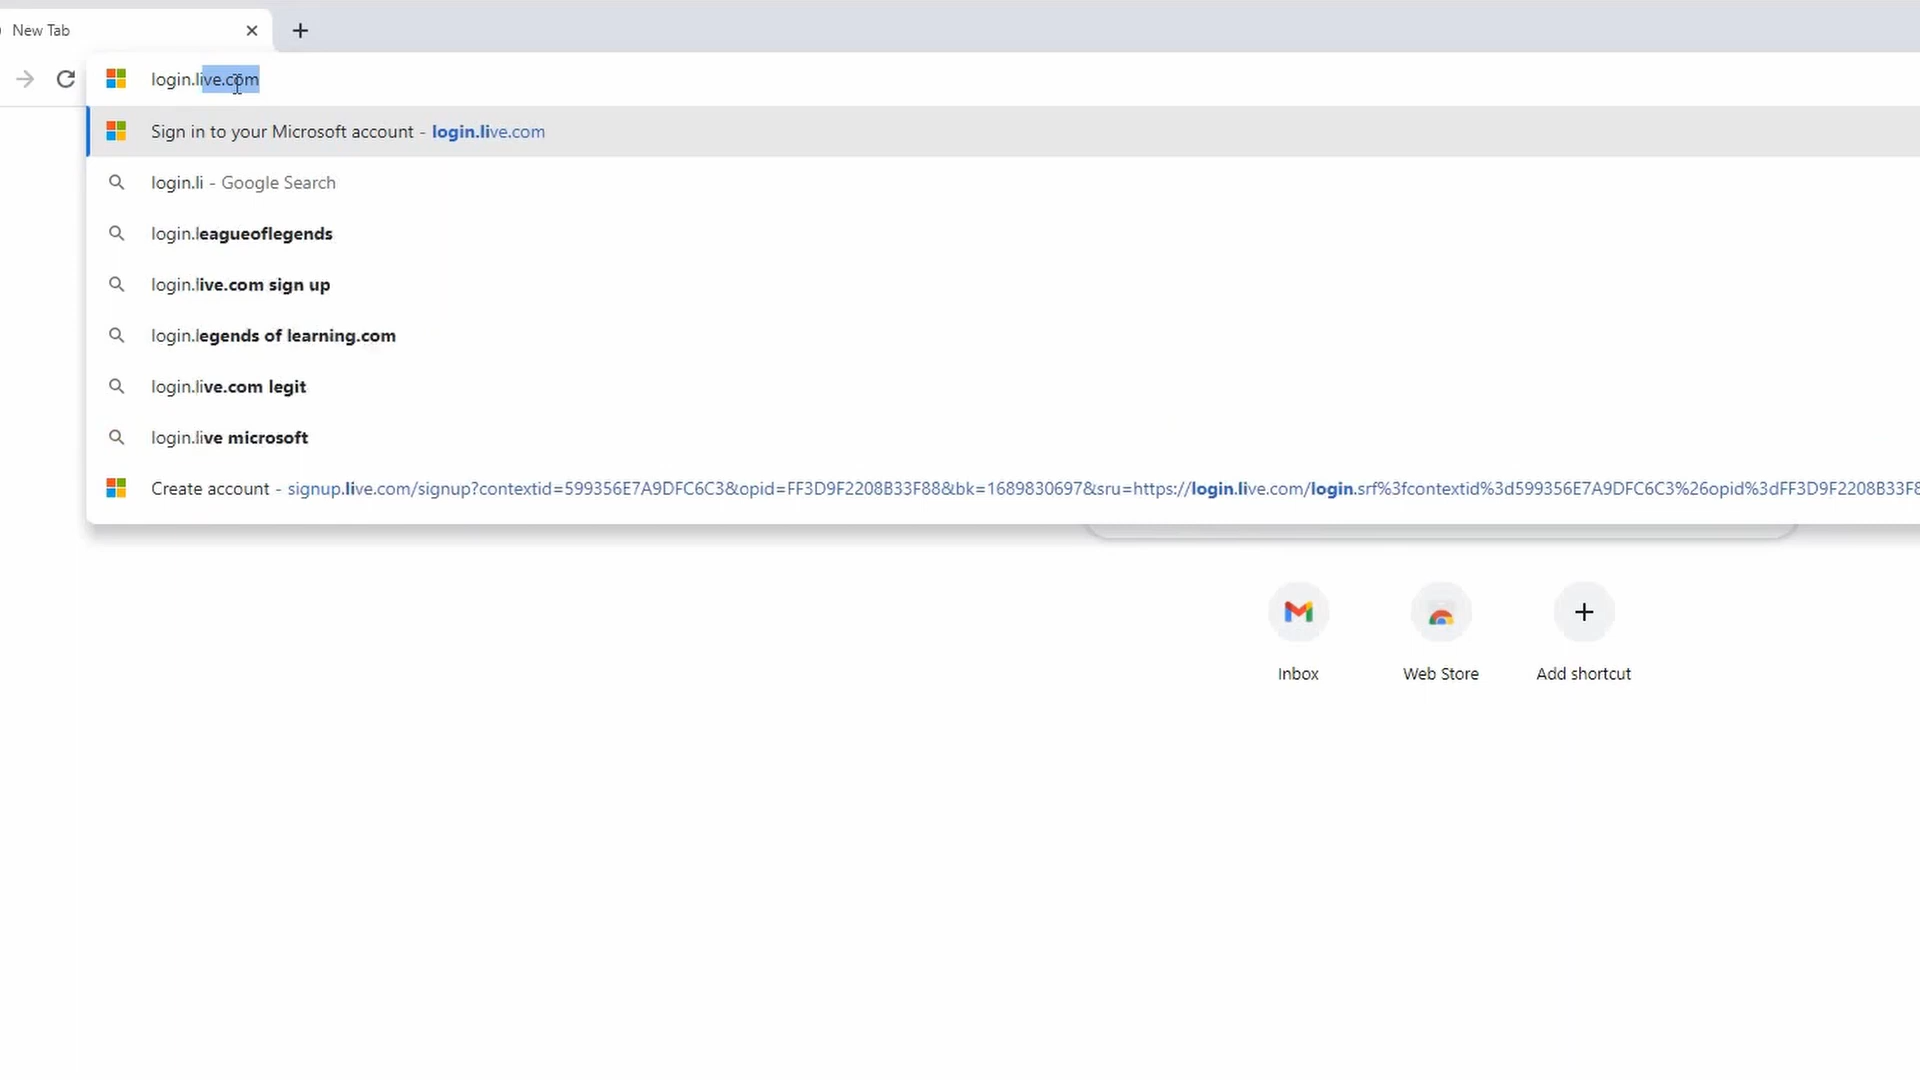 New Tab
login.live.com
Sign in to your Microsoft account - login.live.com
login.li - Google Search
login.leagueoflegends
login.live.com sign up
login.legends of learning.com
login.live.com legit
login.live microsoft
Create account - signup.live.com/signup?contextid=599356E7A9DFC6C3&opid=FF3D9F2208B33F88&bk=1689830697&sru=https://login.live.com/login.srf%3fcontextid%3d599356E7A9DFC6C3%26opid%3dFF3D9F2208B33F8
Inbox
Web Store
Add shortcut